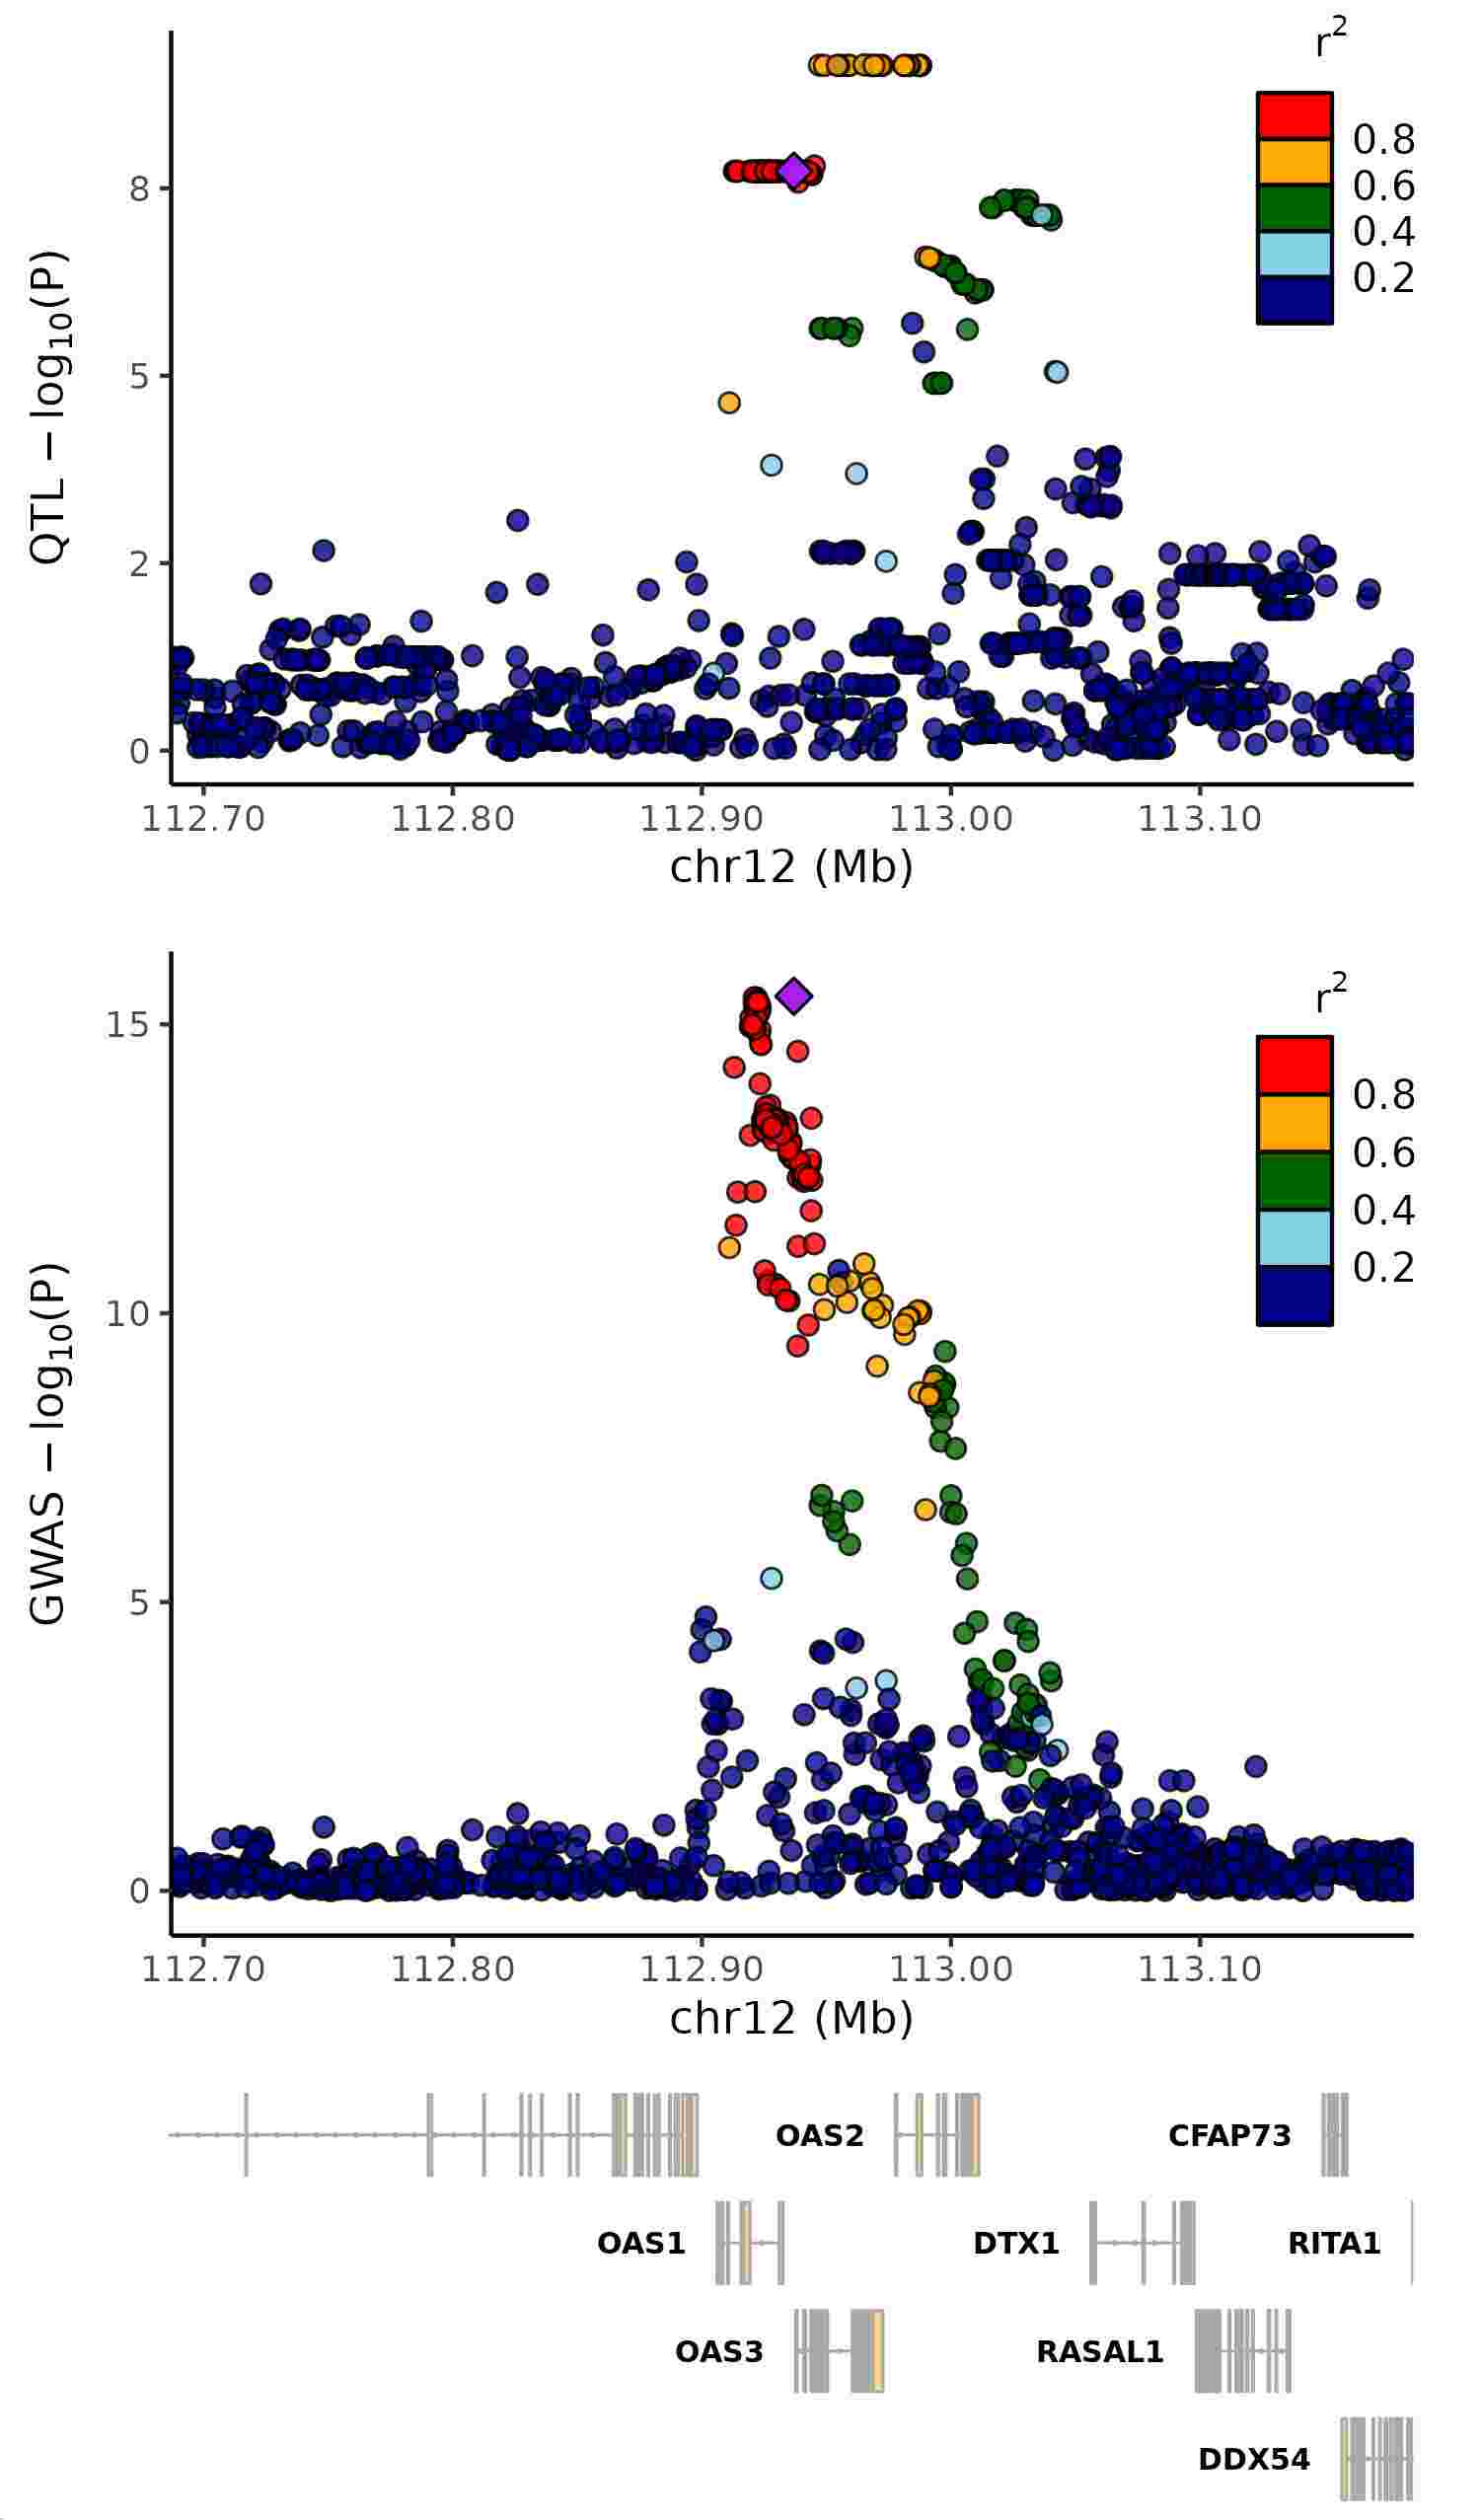 r²
0.8
0.6
0.4
0.2
QTL − log₁₀(P)
8
5
2
0
112.70 112.80 112.90 113.00 113.10
chr12 (Mb)
r²
0.8
0.6
0.4
0.2
GWAS − log₁₀(P)
15
10
5
0
112.70 112.80 112.90 113.00 113.10
chr12 (Mb)
OAS2 CFAP73
OAS1 DTX1 RITA1
OAS3 RASAL1
DDX54